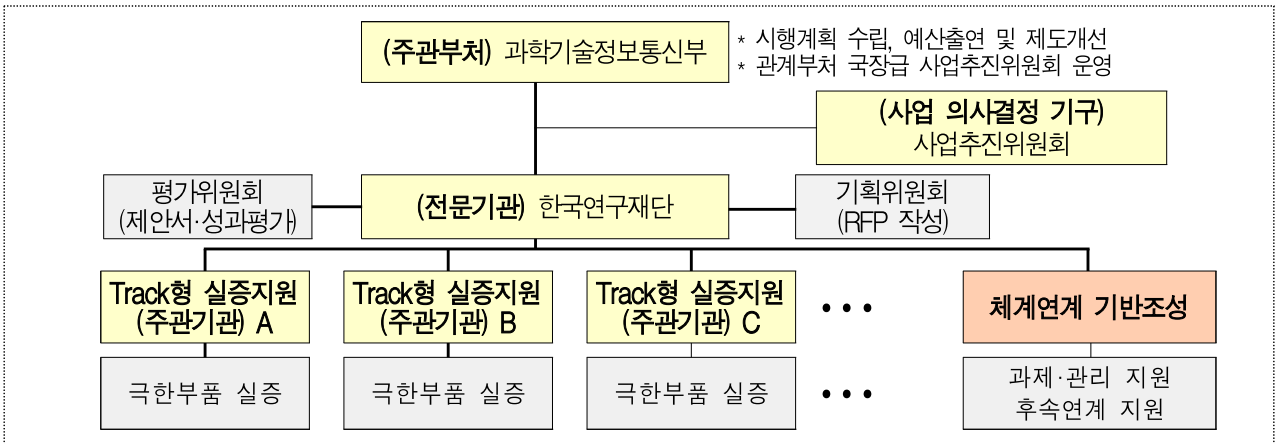 (주관부처) 과학기술정보통신부
* 시행계획 수립, 예산출연 및 제도개선
* 관계부처 국장급 사업추진위원회 운영
(사업 의사결정 기구)
사업추진위원회
평가위원회
(제안서·성과평가)
(전문기관) 한국연구재단
기획위원회
(RFP 작성)
Track형 실증지원
(주관기관) A
Track형 실증지원
(주관기관) B
Track형 실증지원
(주관기관) C
• • •
체계연계 기반조성
극한부품 실증
극한부품 실증
극한부품 실증
• • •
과제·관리 지원
후속연계 지원